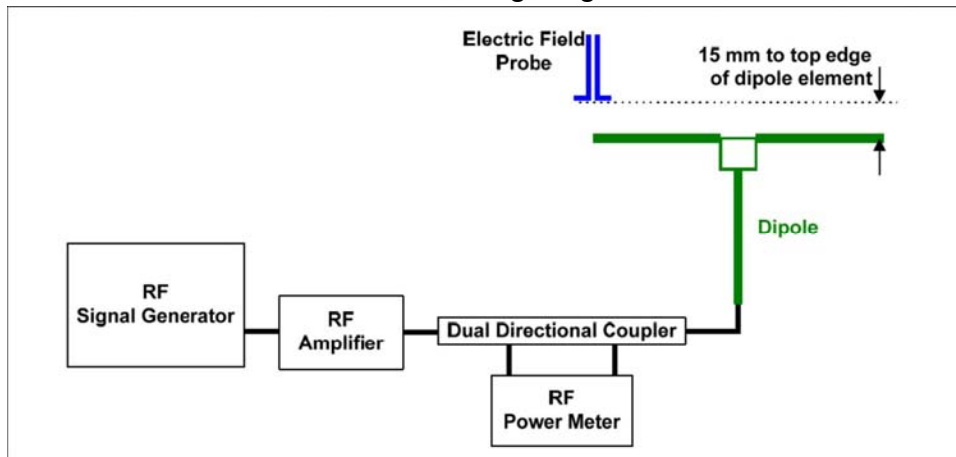 Electric Field
Probe
15 mm to top edge
of dipole element
Dipole
RF
Signal Generator
RF
Amplifier
Dual Directional Coupler
RF
Power Meter